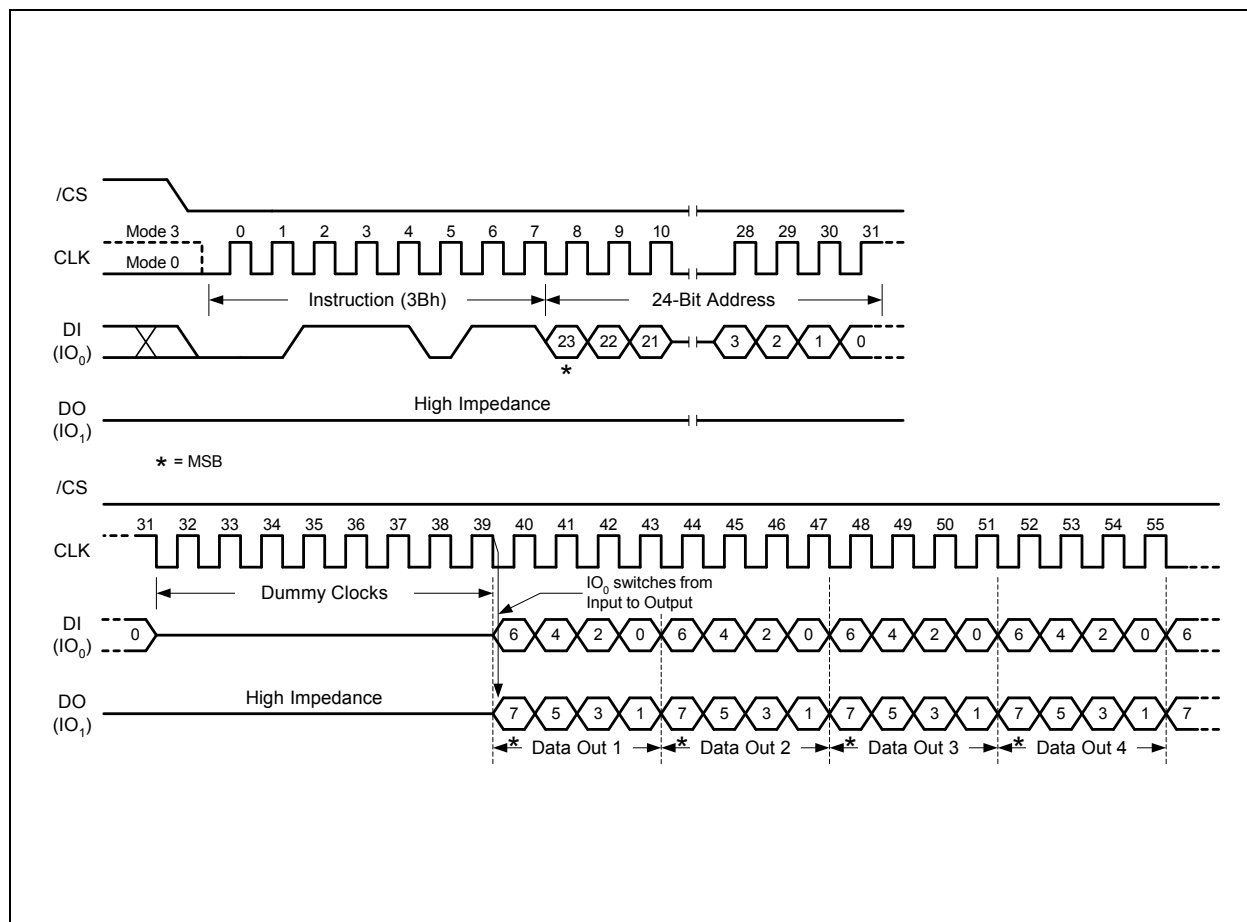 /CS
Mode 3 0 1 2 3 4 5 6 7 8 9 10 28 29 30 31
CLK
Mode 0
Instruction (3Bh) 24-Bit Address
DI
(IO₀)
23 22 21 3 2 1 0
*
High Impedance
DO
(IO₁)
* = MSB
/CS
31 32 33 34 35 36 37 38 39 40 41 42 43 44 45 46 47 48 49 50 51 52 53 54 55
CLK
Dummy Clocks
IO₀ switches from
Input to Output
DI
(IO₀)
0 6 4 2 0 6 4 2 0 6 4 2 0 6 4 2 0 6
High Impedance
DO
(IO₁)
7 5 3 1 7 5 3 1 7 5 3 1 7 5 3 1 7
* Data Out 1 * Data Out 2 * Data Out 3 * Data Out 4